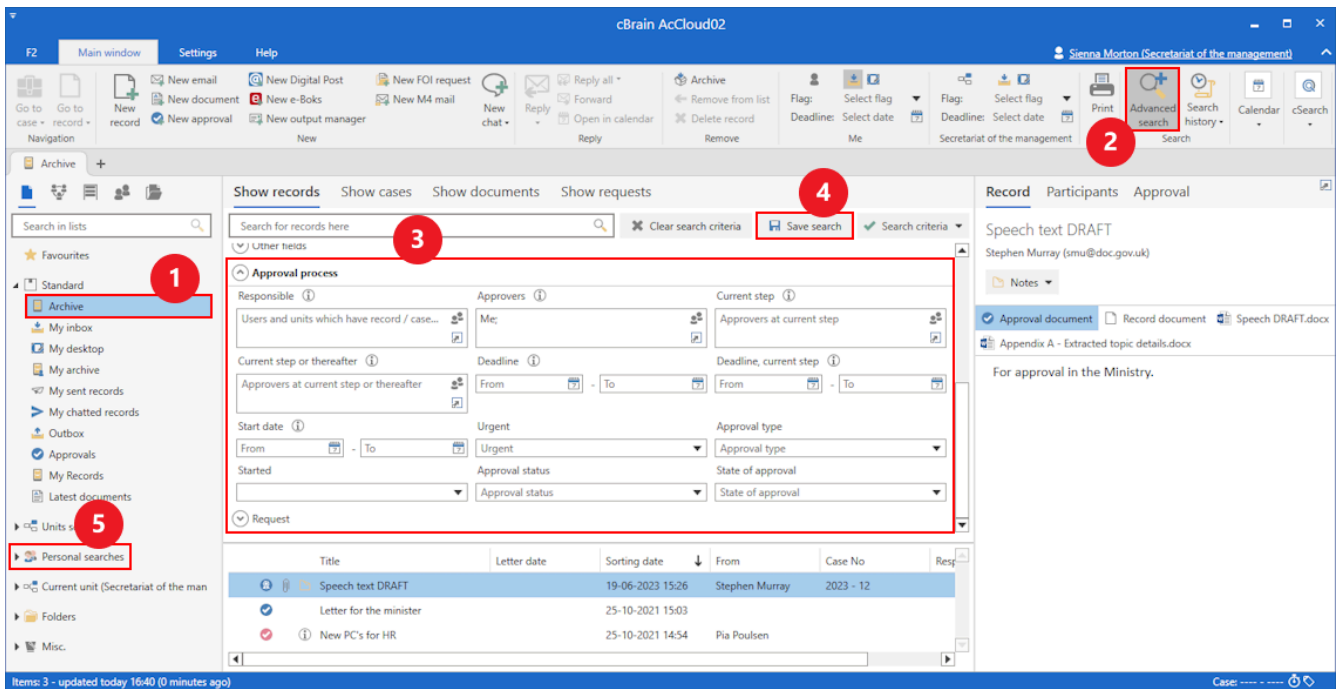 cBrain AcCloud02
F2 Main window Settings Help
Sienna Morton (Secretariat of the management)
Go to case
Go to record
Navigation
New record
New email
New document
New approval
New Digital Post
New e-Boks
New output manager
New FOI request
New M4 mail
New chat
New
Reply
Reply all
Forward
Open in calendar
Reply
Archive
Remove from list
Delete record
Remove
Flag: Select flag
Deadline: Select date
Me
Flag: Select flag
Deadline: Select date
Secretariat of the management
Print
Advanced search
Search history
Search
Calendar
cSearch
2
Archive +
Search in lists
Favourites
Standard
1
Archive
My inbox
My desktop
My archive
My sent records
My chatted records
Outbox
Approvals
My Records
Latest documents
Units s
5
Personal searches
Current unit (Secretariat of the man
Folders
Misc.
Show records Show cases Show documents Show requests
4
Search for records here
Clear search criteria Save search Search criteria
3
Other fields
Approval process
Responsible Approvers Current step
Users and units which have record / case... Me; Approvers at current step
Current step or thereafter Deadline Deadline, current step
Approvers at current step or thereafter From - To From - To
Start date Urgent Approval type
From - To Urgent Approval type
Started Approval status State of approval
Approval status State of approval
Request
Title Letter date Sorting date From Case No Resp
Speech text DRAFT 19-06-2023 15:26 Stephen Murray 2023 - 12
Letter for the minister 25-10-2021 15:03
New PC's for HR 25-10-2021 14:54 Pia Poulsen
Record Participants Approval
Speech text DRAFT
Stephen Murray (smu@doc.gov.uk)
Notes
Approval document Record document Speech DRAFT.docx
Appendix A - Extracted topic details.docx
For approval in the Ministry.
Items: 3 - updated today 16:40 (0 minutes ago)
Case: ---- - ----